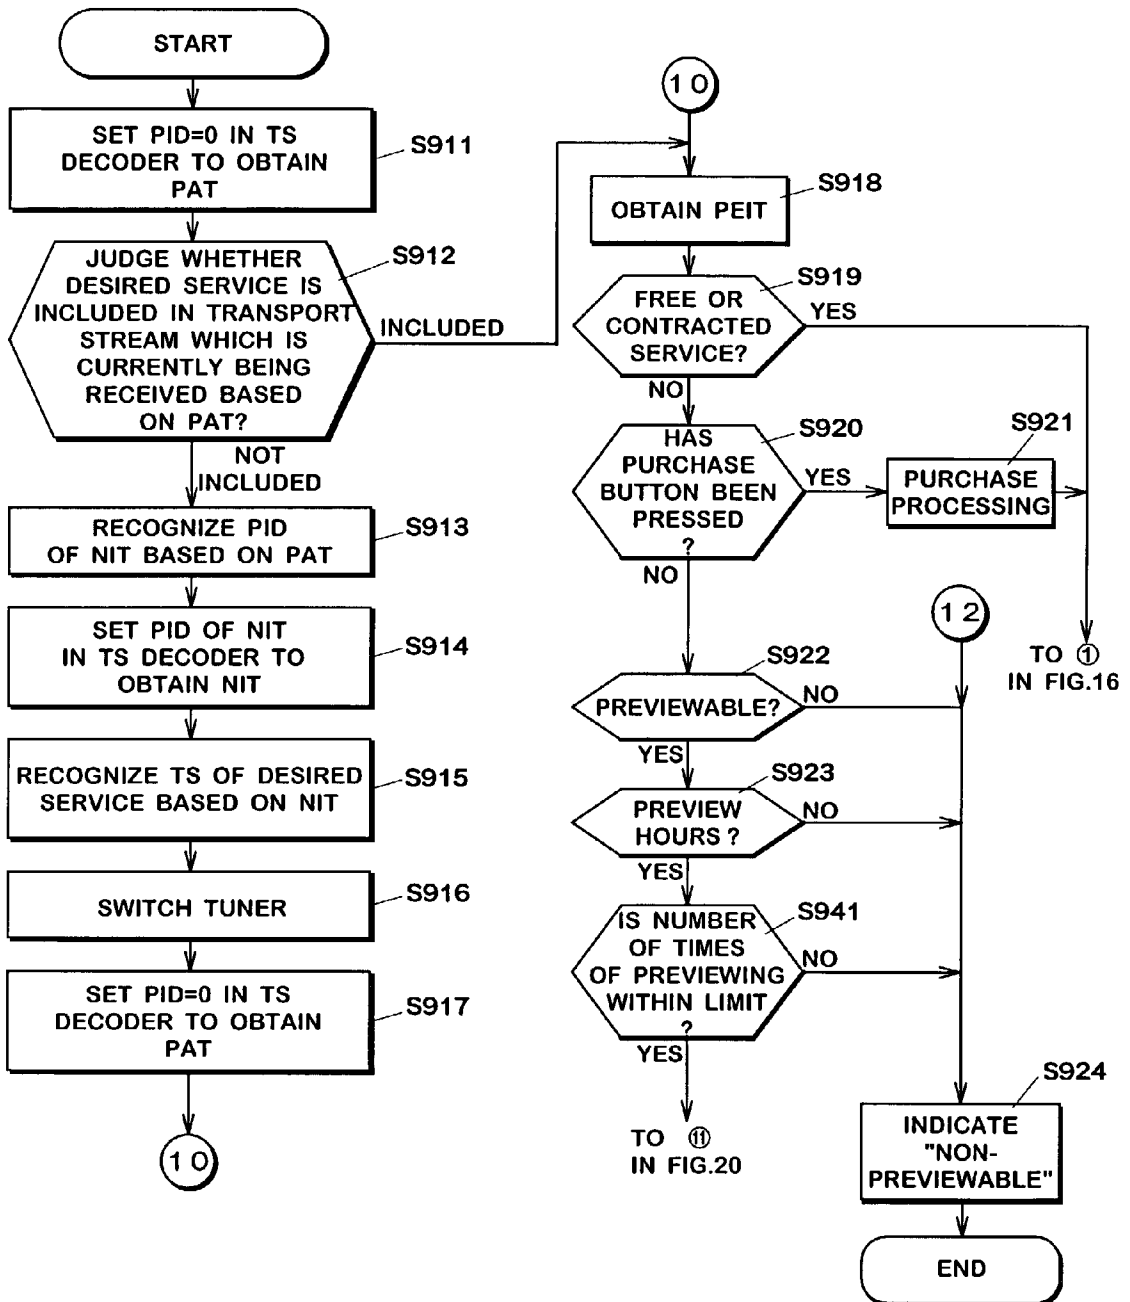 START
SET PID=0 IN TS
DECODER TO OBTAIN
PAT
S911
JUDGE WHETHER
DESIRED SERVICE IS
INCLUDED IN TRANSPORT
STREAM WHICH IS
CURRENTLY BEING
RECEIVED BASED
ON PAT?
S912
INCLUDED
NOT
INCLUDED
RECOGNIZE PID
OF NIT BASED ON PAT
S913
SET PID OF NIT
IN TS DECODER TO
OBTAIN NIT
S914
RECOGNIZE TS OF DESIRED
SERVICE BASED ON NIT
S915
SWITCH TUNER
S916
SET PID=0 IN TS
DECODER TO OBTAIN
PAT
S917
10
10
OBTAIN PEIT
S918
FREE OR
CONTRACTED
SERVICE?
S919
YES
NO
HAS
PURCHASE
BUTTON BEEN
PRESSED
?
S920
YES
NO
PURCHASE
PROCESSING
S921
TO ①
IN FIG.16
12
PREVIEWABLE?
S922
NO
YES
PREVIEW
HOURS ?
S923
NO
YES
IS NUMBER
OF TIMES
OF PREVIEWING
WITHIN LIMIT
?
S941
NO
YES
TO ⑪
IN FIG.20
S924
INDICATE
"NON-
PREVIEWABLE"
END